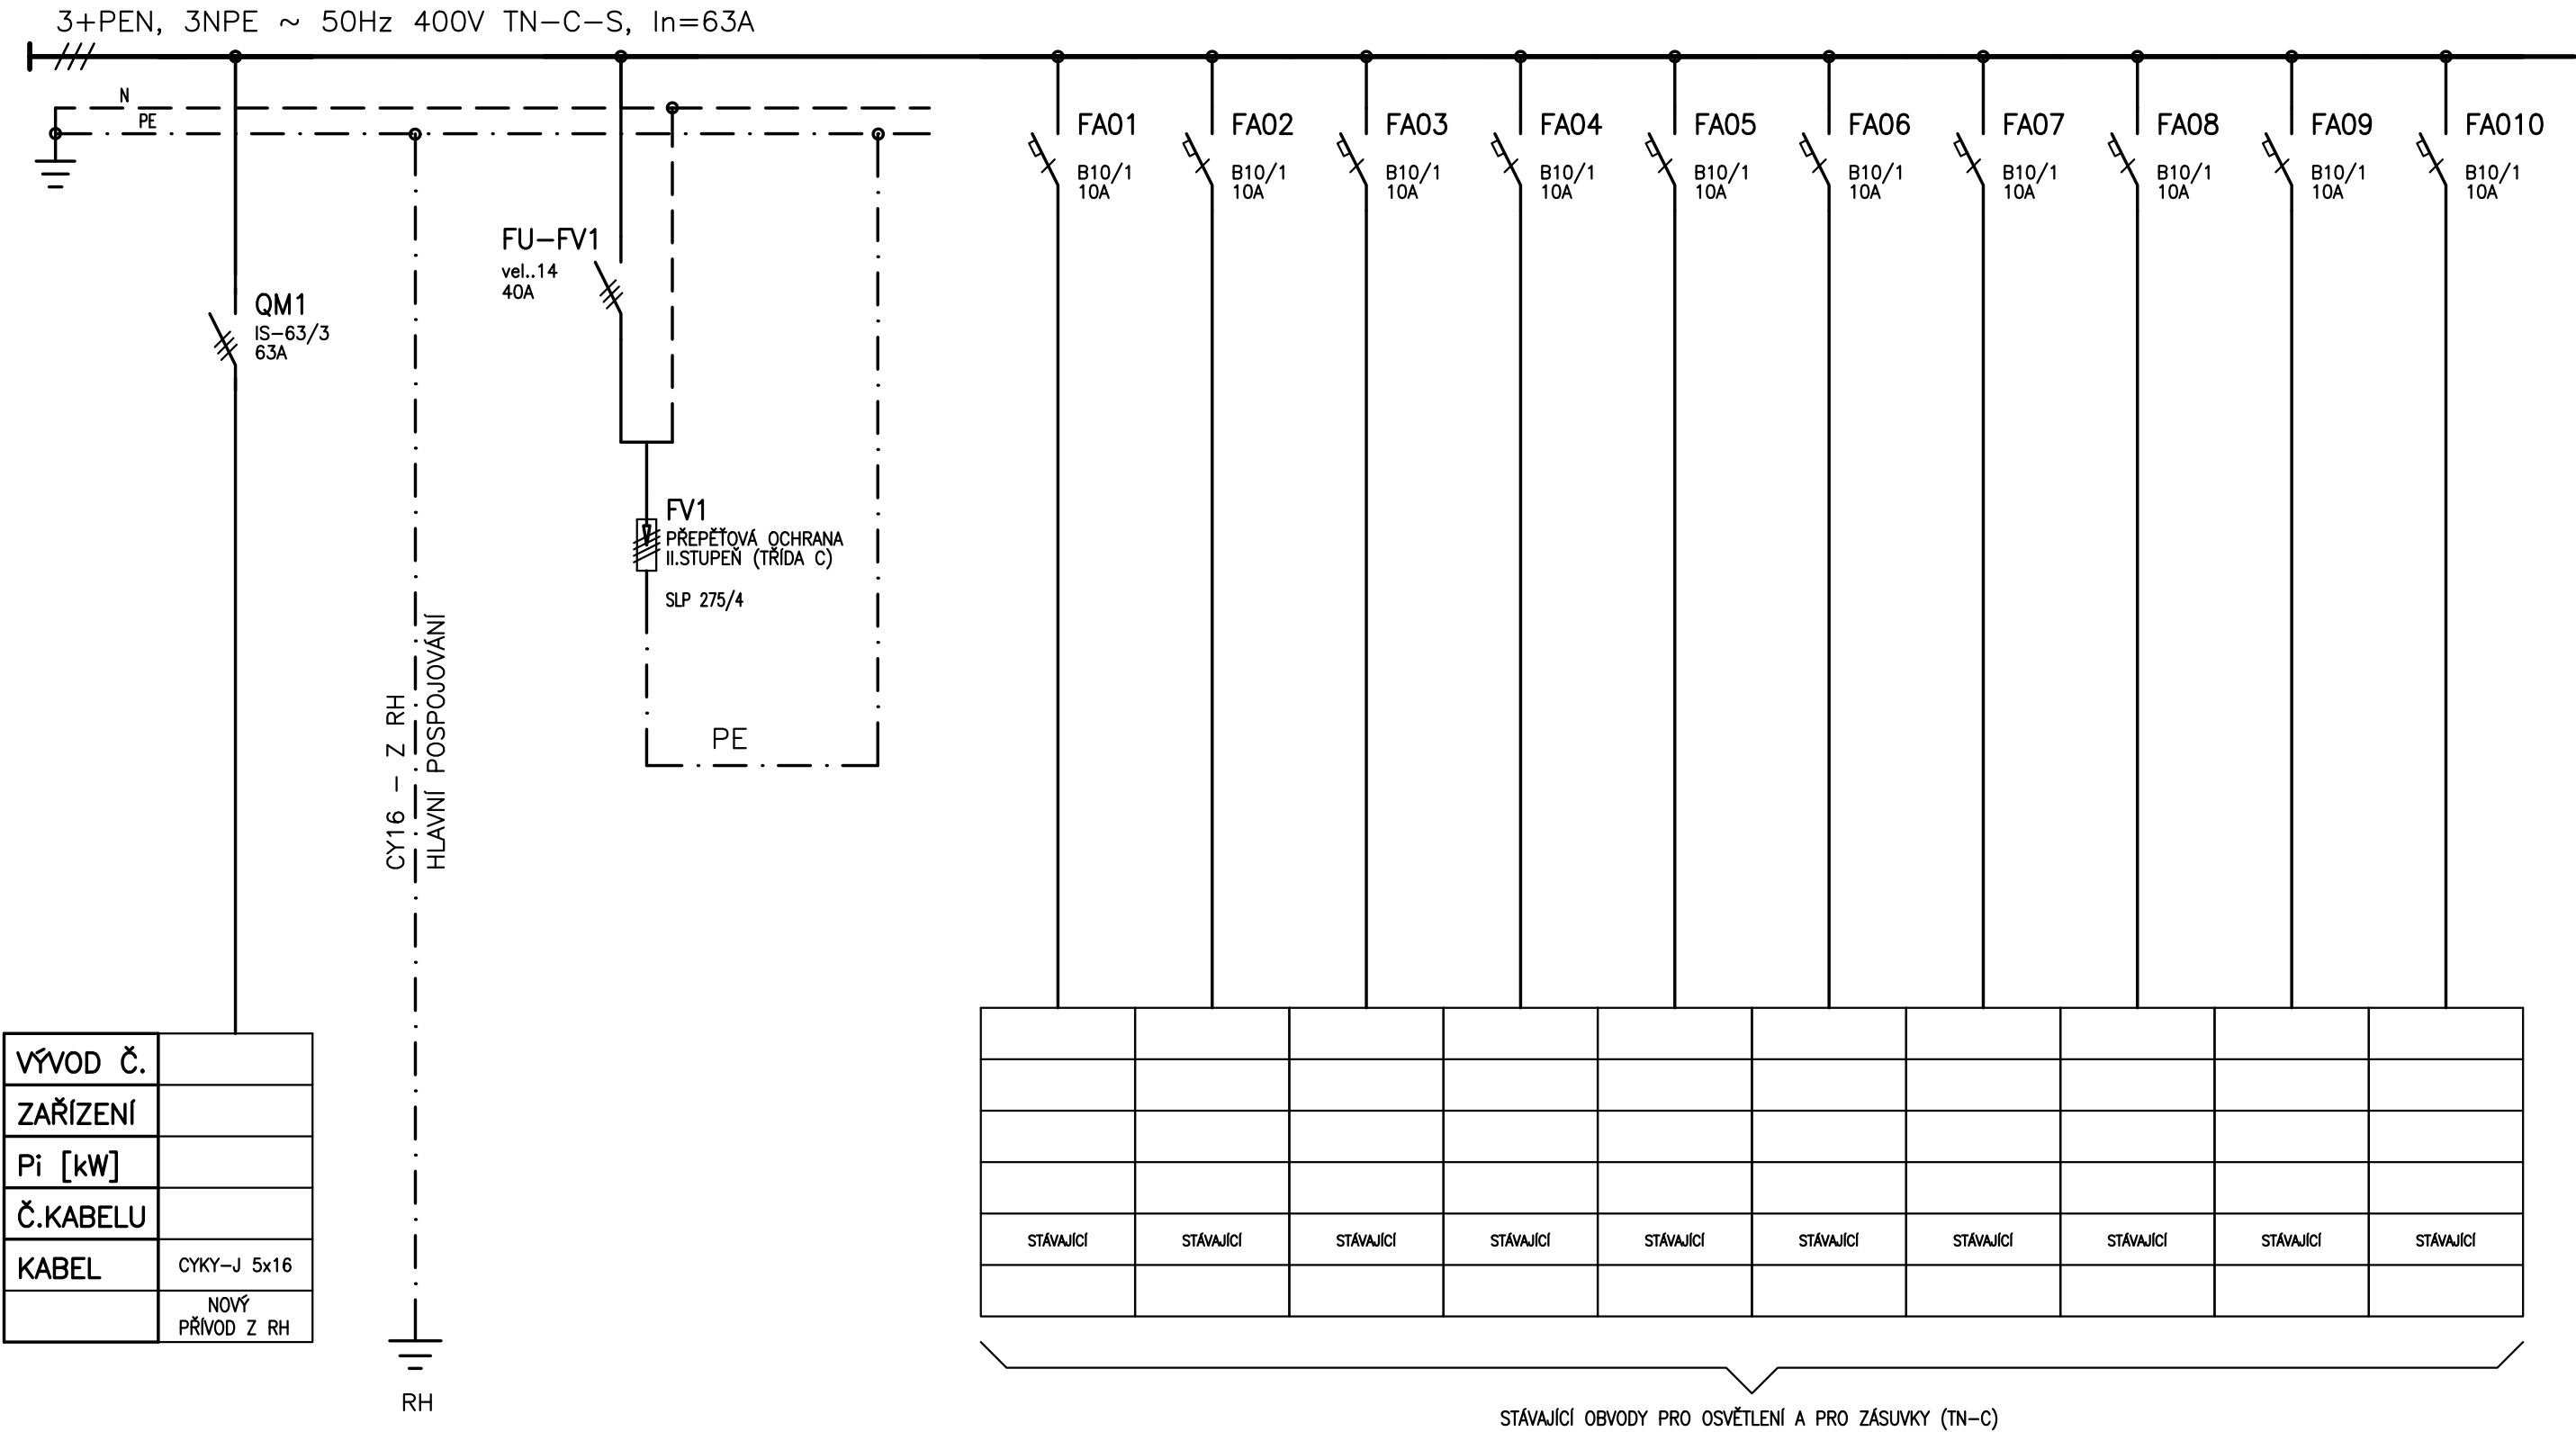 3+PEN, 3NPE ~ 50Hz 400V TN-C-S, In=63A
N
PE
QM1
IS-63/3
63A
CY16 - Z RH
HLAVNÍ POSPOJOVÁNÍ
RH
FU-FV1
vel..14
40A
FV1
PŘEPĚŤOVÁ OCHRANA
II.STUPEŇ (TŘÍDA C)
SLP 275/4
PE
FA01
B10/1
10A
FA02
B10/1
10A
FA03
B10/1
10A
FA04
B10/1
10A
FA05
B10/1
10A
FA06
B10/1
10A
FA07
B10/1
10A
FA08
B10/1
10A
FA09
B10/1
10A
FA010
B10/1
10A
VÝVOD Č.
ZAŘÍZENÍ
Pi [kW]
Č.KABELU
KABEL CYKY-J 5x16
NOVÝ
PŘÍVOD Z RH
STÁVAJÍCÍ STÁVAJÍCÍ STÁVAJÍCÍ STÁVAJÍCÍ STÁVAJÍCÍ STÁVAJÍCÍ STÁVAJÍCÍ STÁVAJÍCÍ STÁVAJÍCÍ STÁVAJÍCÍ
STÁVAJÍCÍ OBVODY PRO OSVĚTLENÍ A PRO ZÁSUVKY (TN-C)